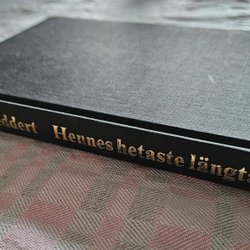 ddert Hennes hetaste längt